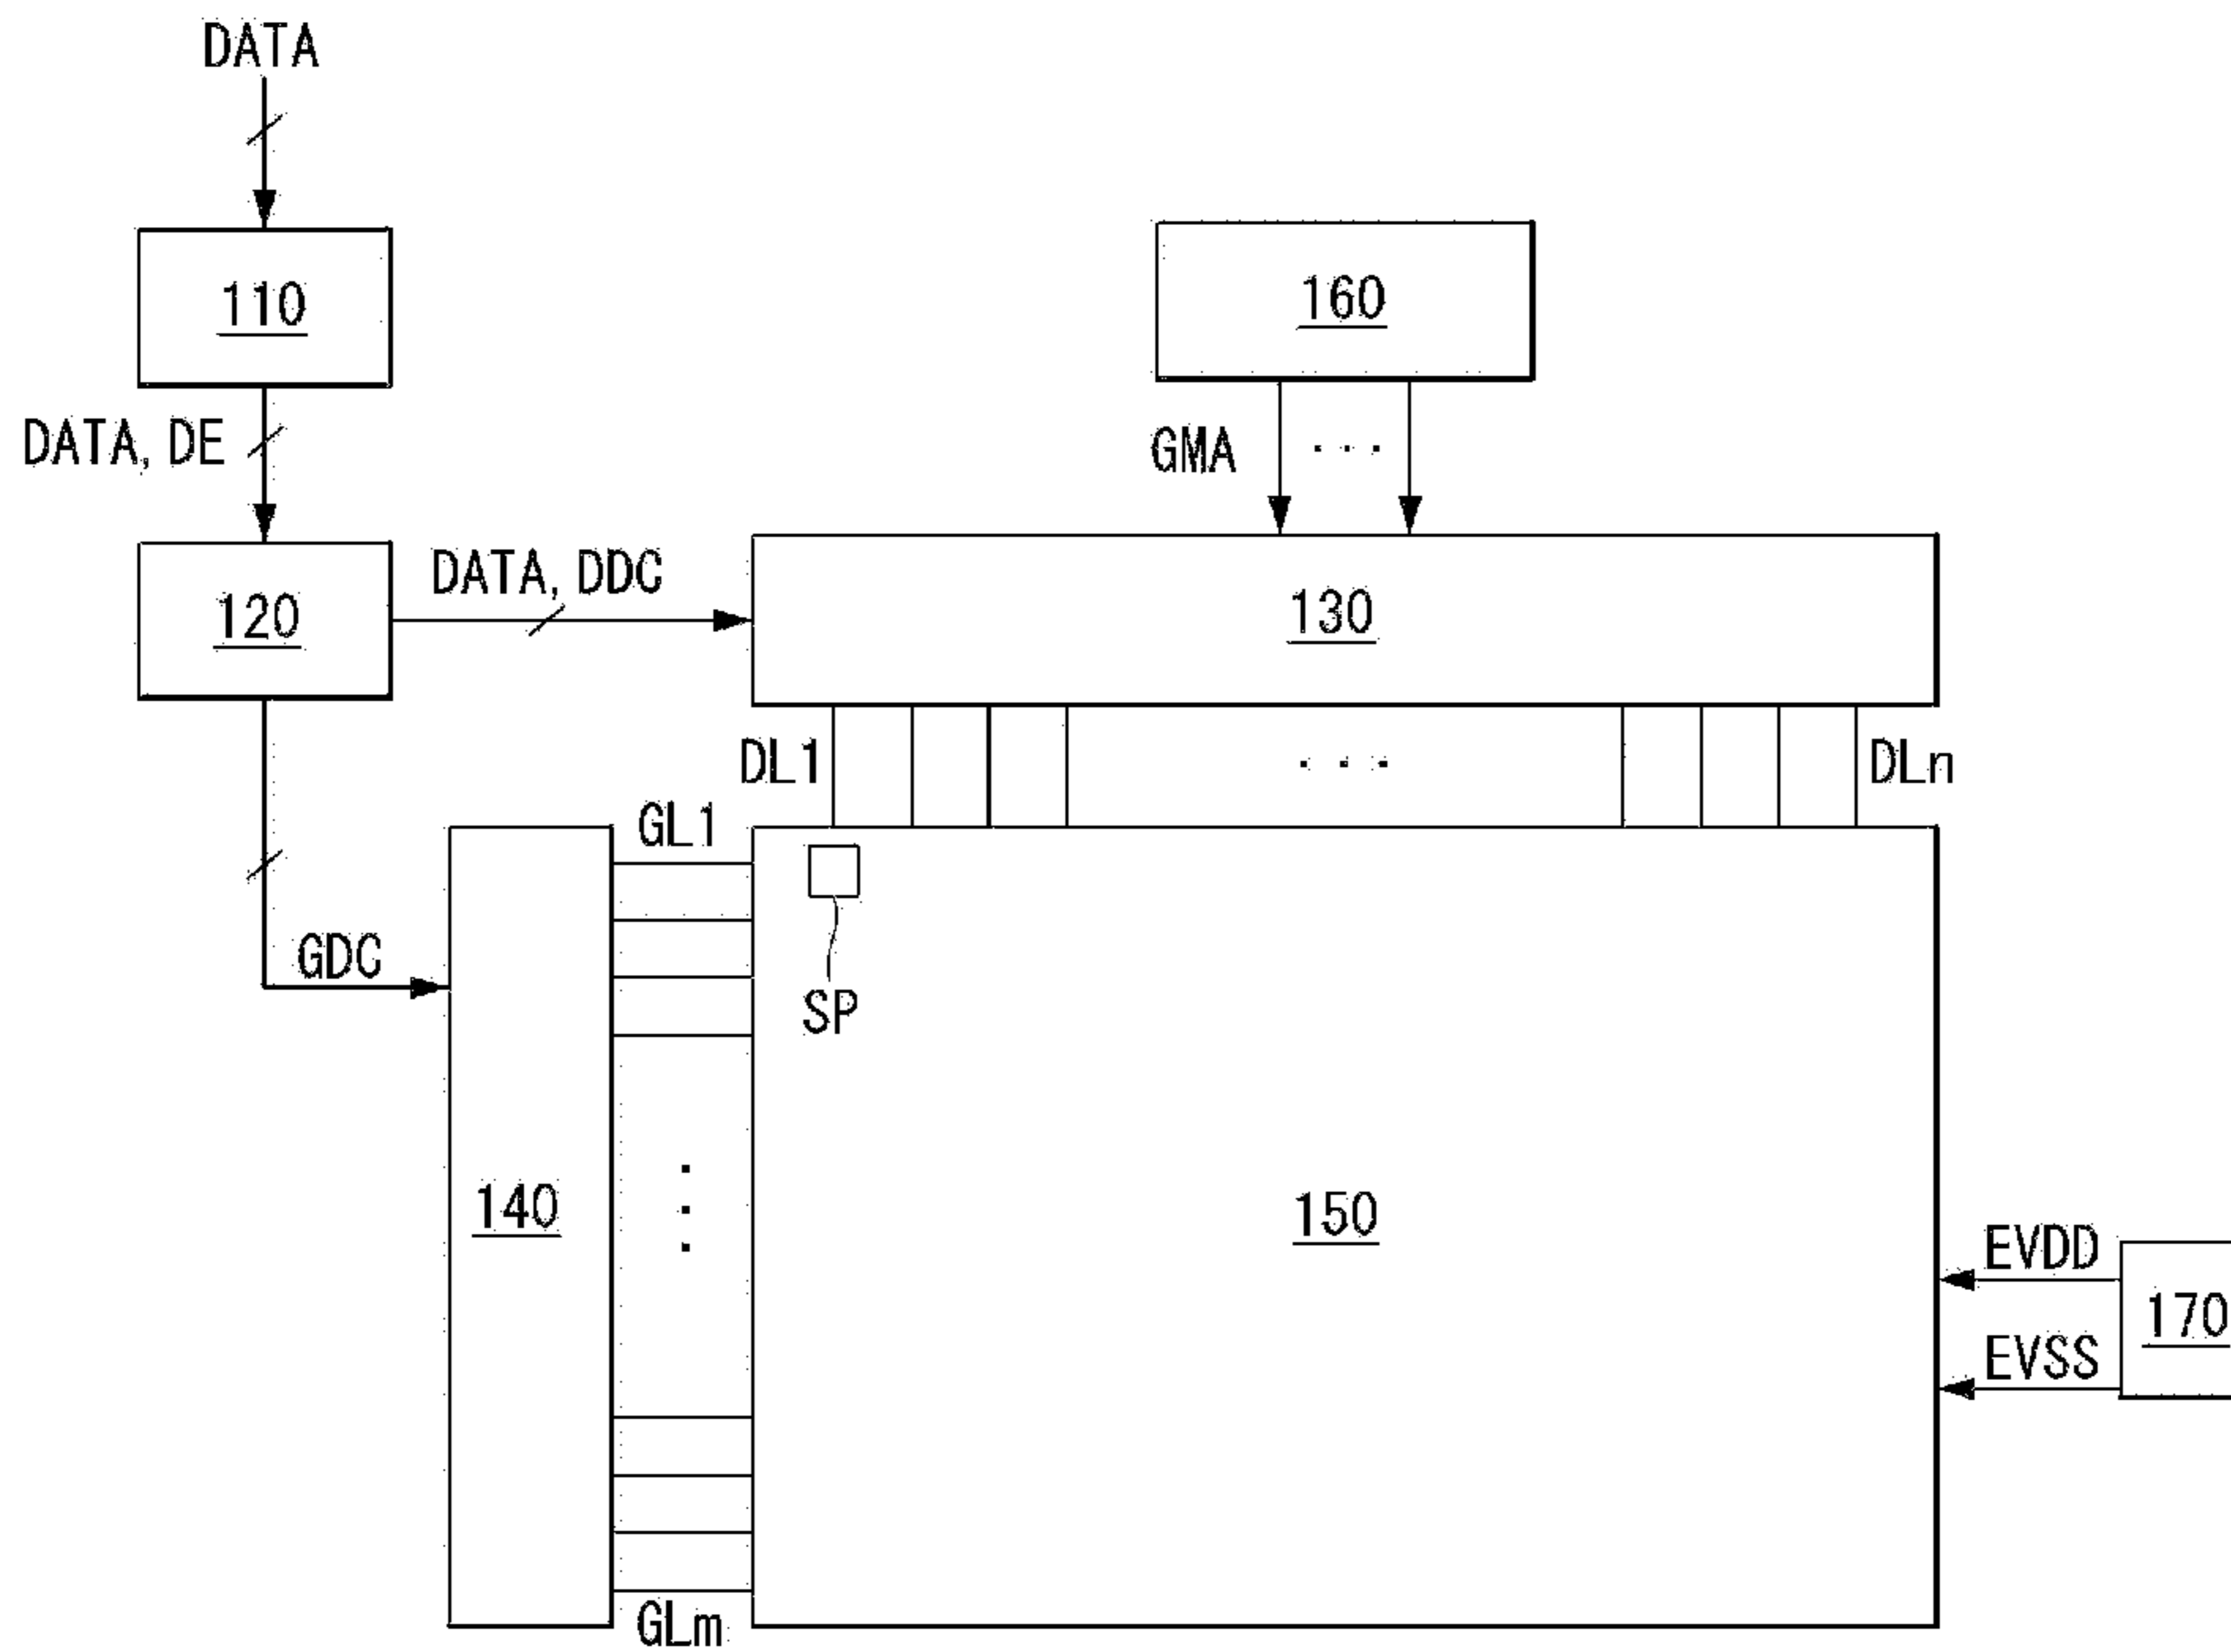 DATA
110
160
DATA, DE
GMA
...
120
DATA, DDC
130
DL1
...
DLn
GL1
SP
GDC
140
150
EVDD
170
EVSS
GLm